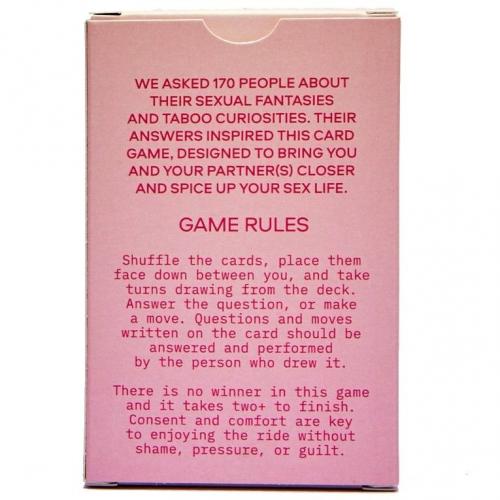 WE ASKED 170 PEOPLE ABOUT
THEIR SEXUAL FANTASIES
AND TABOO CURIOSITIES. THEIR
ANSWERS INSPIRED THIS CARD
GAME, DESIGNED TO BRING YOU
AND YOUR PARTNER(S) CLOSER
AND SPICE UP YOUR SEX LIFE.
GAME RULES
Shuffle the cards, place them
face down between you, and take
turns drawing from the deck.
Answer the question, or make
a move. Questions and moves
written on the card should be
answered and performed
by the person who drew it.
There is no winner in this game
and it takes two+ to finish.
Consent and comfort are key
to enjoying the ride without
shame, pressure, or guilt.